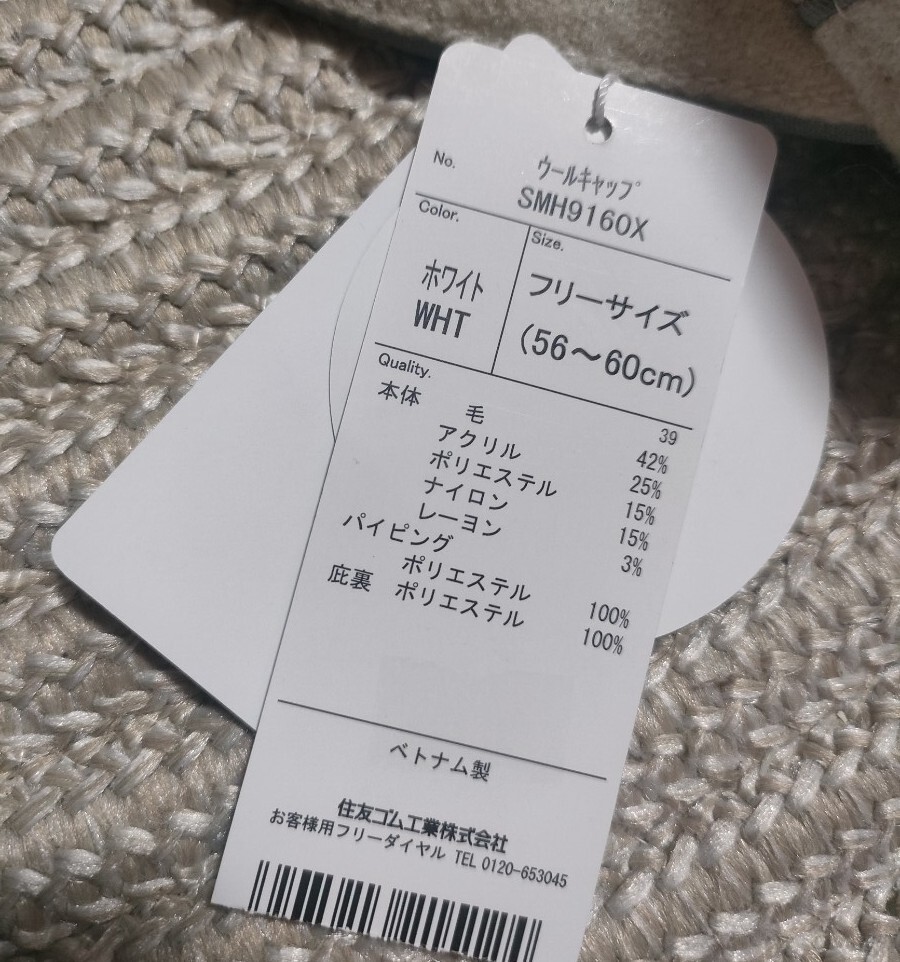 No.
ウールキャップ
SMH9160X
Color.
ホワイト
WHT
Size.
フリーサイズ
(56～60cm)
Quality. 39
本体 毛 42%
アクリル 25%
ポリエステル 15%
ナイロン 15%
レーヨン 3%
パイピング
ポリエステル 100%
庇裏 ポリエステル 100%
ベトナム製
住友ゴム工業株式会社
お客様用フリーダイヤル TEL 0120-653045